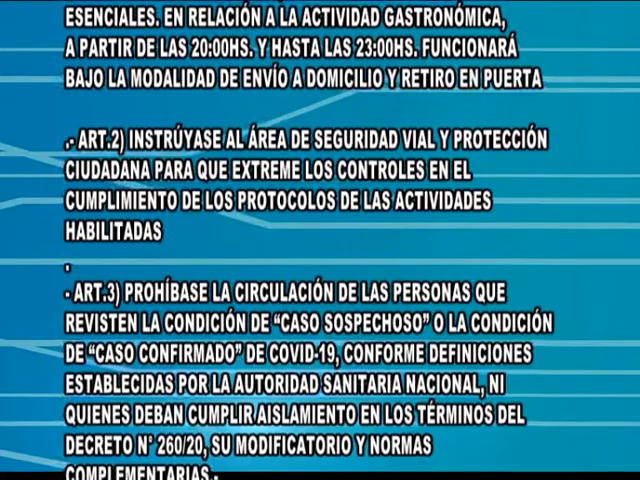 ESENCIALES. EN RELACIÓN A LA ACTIVIDAD GASTRONÓMICA,
A PARTIR DE LAS 20:00HS. Y HASTA LAS 23:00HS. FUNCIONARÁ
BAJO LA MODALIDAD DE ENVÍO A DOMICILIO Y RETIRO EN PUERTA
.- ART.2) INSTRÚYASE AL ÁREA DE SEGURIDAD VIAL Y PROTECCIÓN
CIUDADANA PARA QUE EXTREME LOS CONTROLES EN EL
CUMPLIMIENTO DE LOS PROTOCOLOS DE LAS ACTIVIDADES
HABILITADAS
.
- ART.3) PROHÍBASE LA CIRCULACIÓN DE LAS PERSONAS QUE
REVISTEN LA CONDICIÓN DE “CASO SOSPECHOSO” O LA CONDICIÓN
DE “CASO CONFIRMADO” DE COVID-19, CONFORME DEFINICIONES
ESTABLECIDAS POR LA AUTORIDAD SANITARIA NACIONAL, NI
QUIENES DEBAN CUMPLIR AISLAMIENTO EN LOS TÉRMINOS DEL
DECRETO N° 260/20, SU MODIFICATORIO Y NORMAS
COMPLEMENTARIAS.-